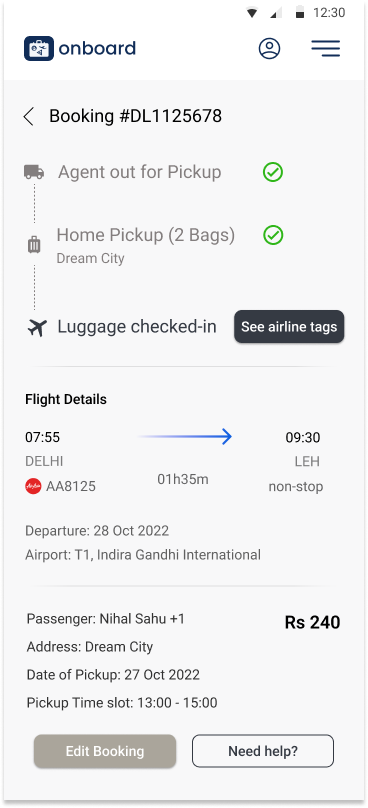 12:30
onboard
Booking #DL1125678
Agent out for Pickup
Home Pickup (2 Bags)
Dream City
Luggage checked-in
See airline tags
Flight Details
07:55
09:30
DELHI
LEH
01h35m
AA8125
non-stop
Departure: 28 Oct 2022
Airport: T1, Indira Gandhi International
Passenger: Nihal Sahu +1
Rs 240
Address: Dream City
Date of Pickup: 27 Oct 2022
Pickup Time slot: 13:00 - 15:00
Edit Booking
Need help?